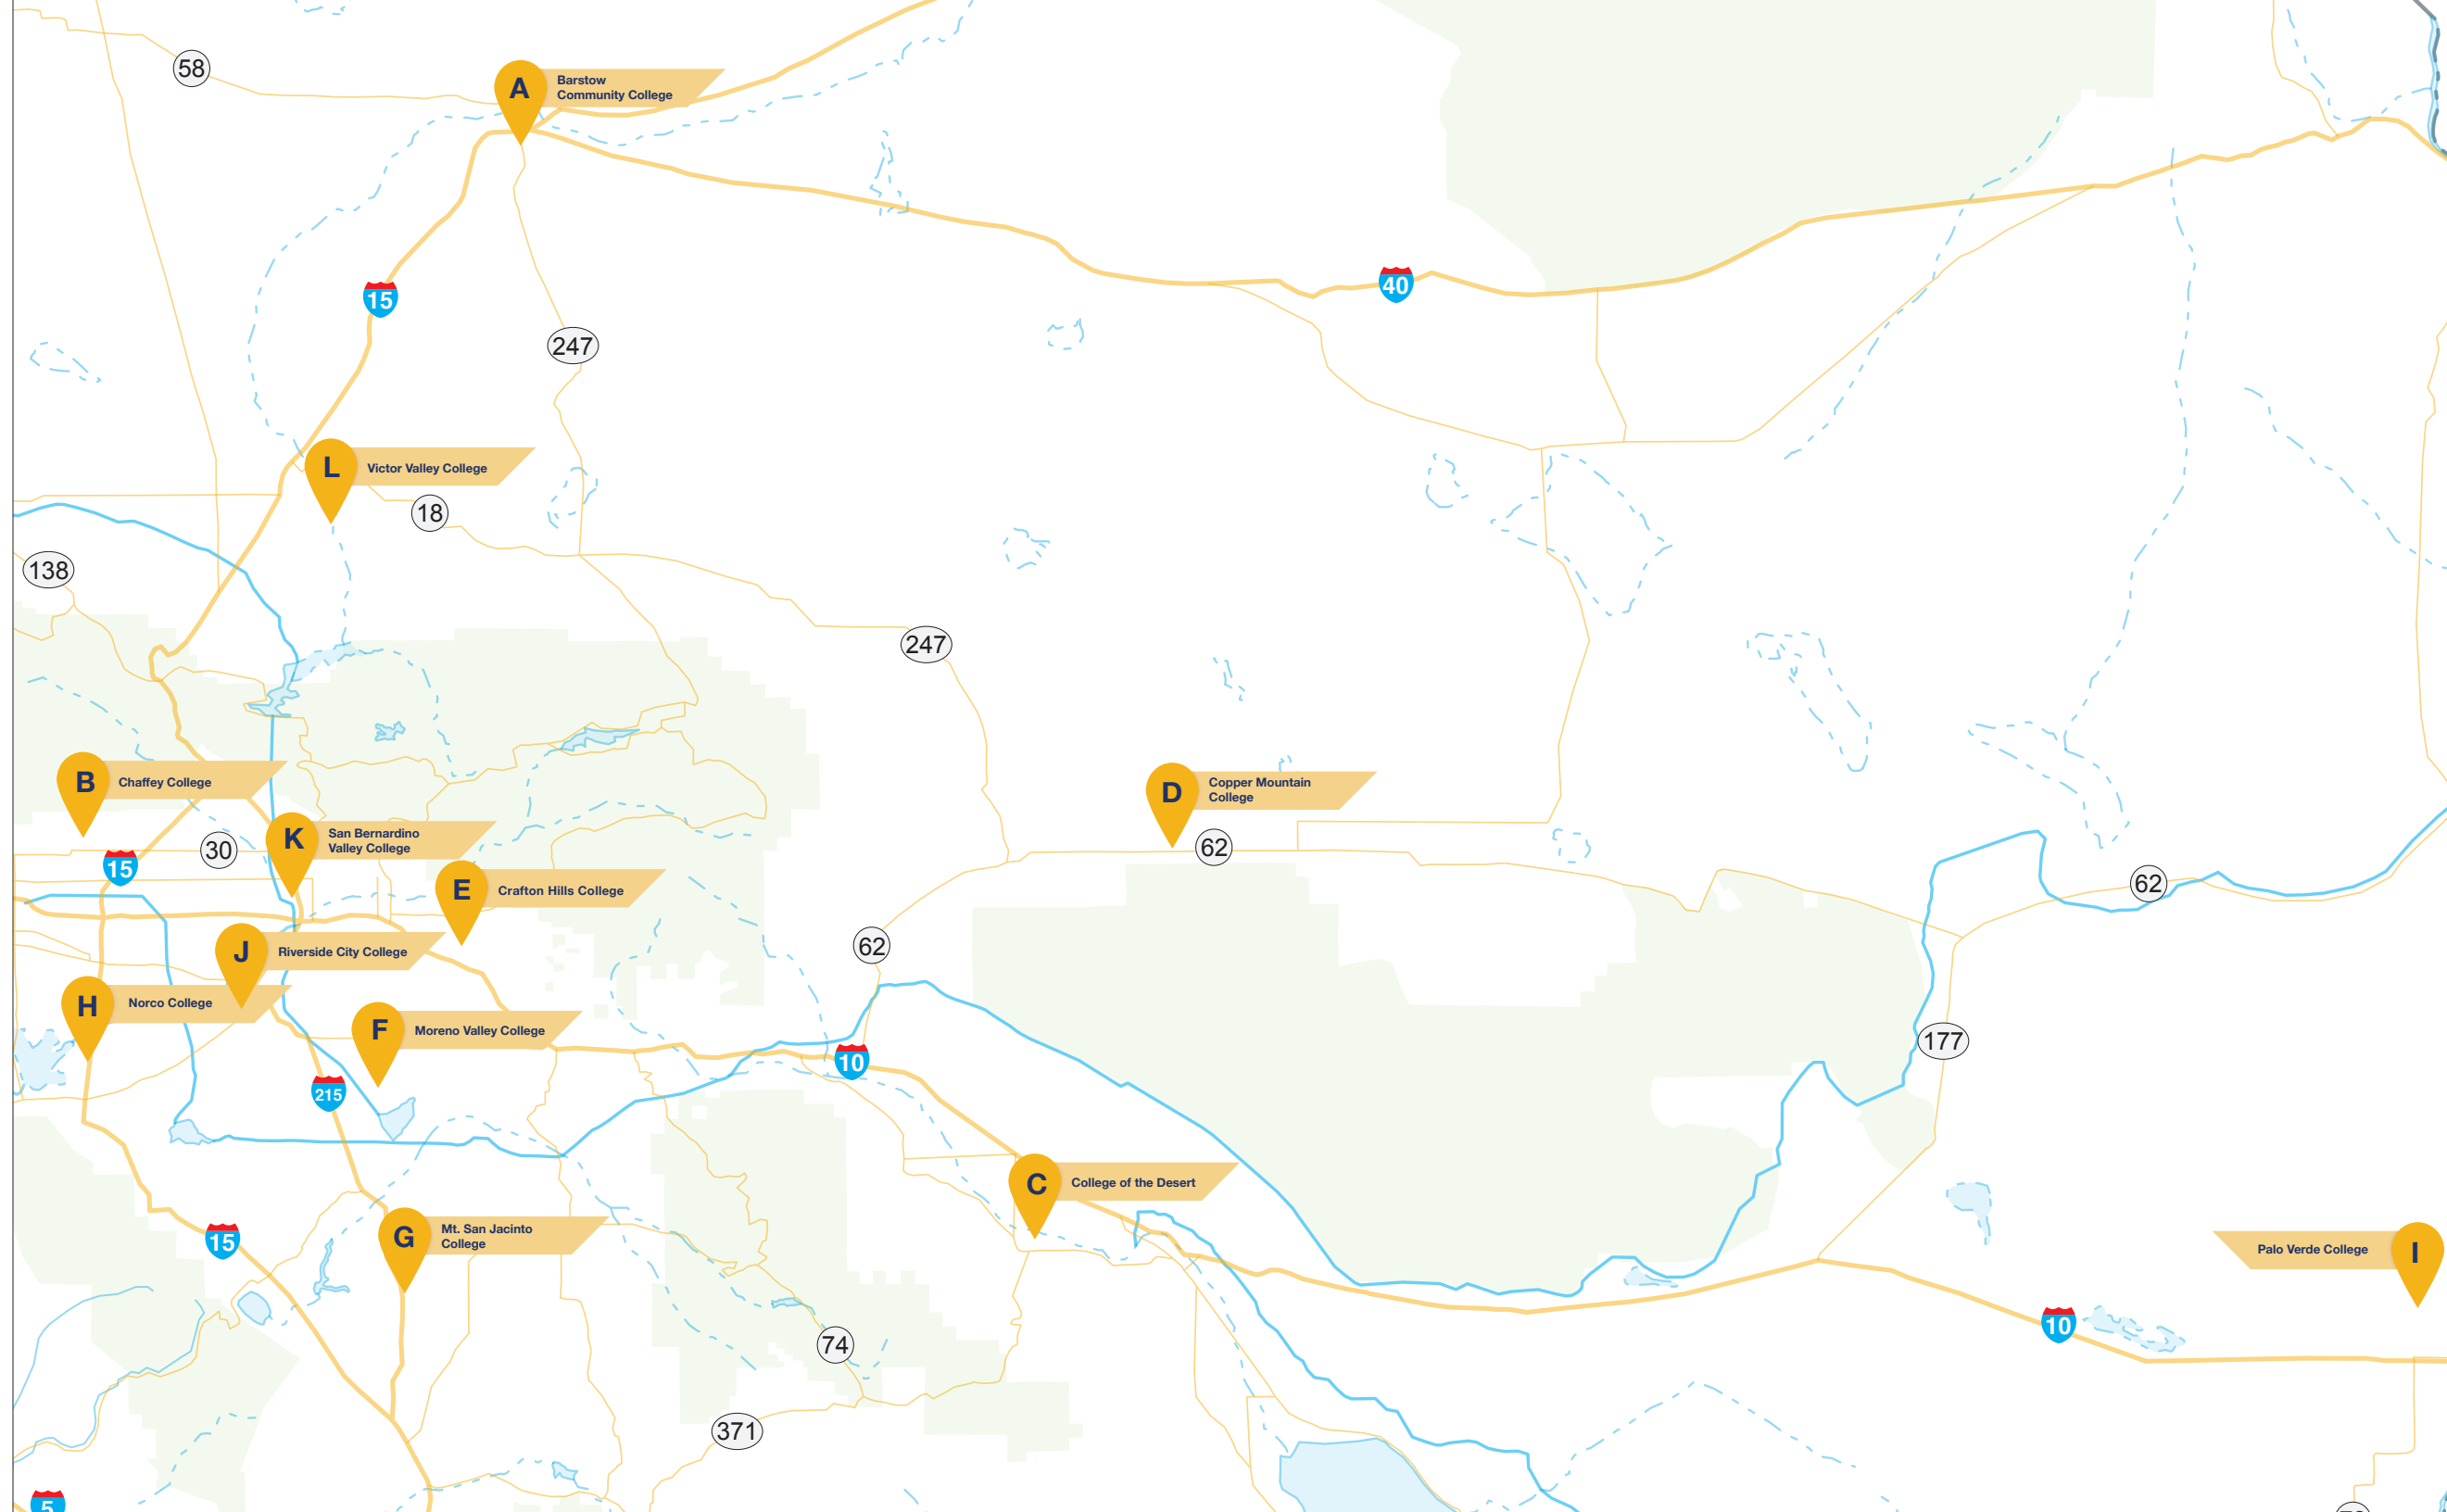 58
A
Barstow
Community College
15
40
247
L
Victor Valley College
18
138
247
B
Chaffey College
D
Copper Mountain
College
K
San Bernardino
Valley College
30
15
62
E
Crafton Hills College
62
J
Riverside City College
62
H
Norco College
F
Moreno Valley College
177
10
215
C
College of the Desert
G
Mt. San Jacinto
College
15
Palo Verde College
I
10
74
371
5